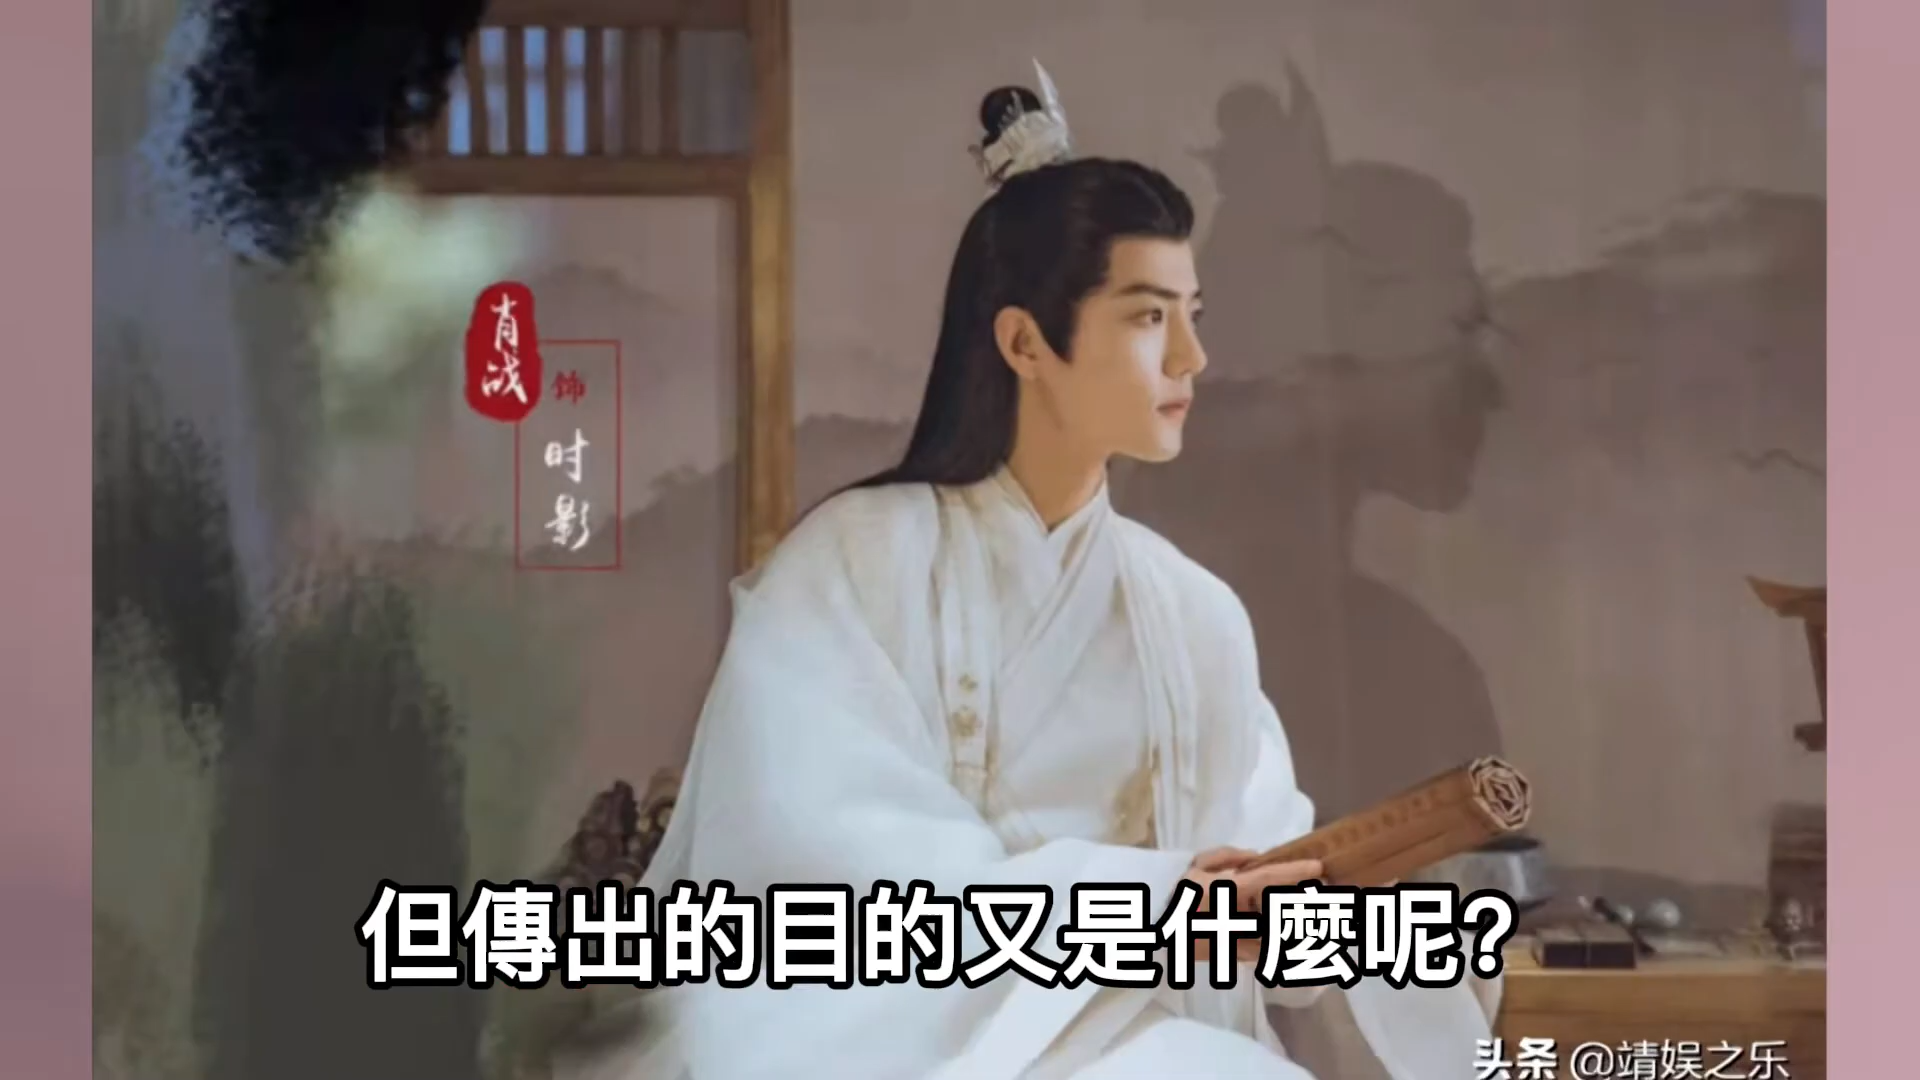 肖战
飾
时影
但傳出的目的又是什麼呢?
头条 @靖娱之乐